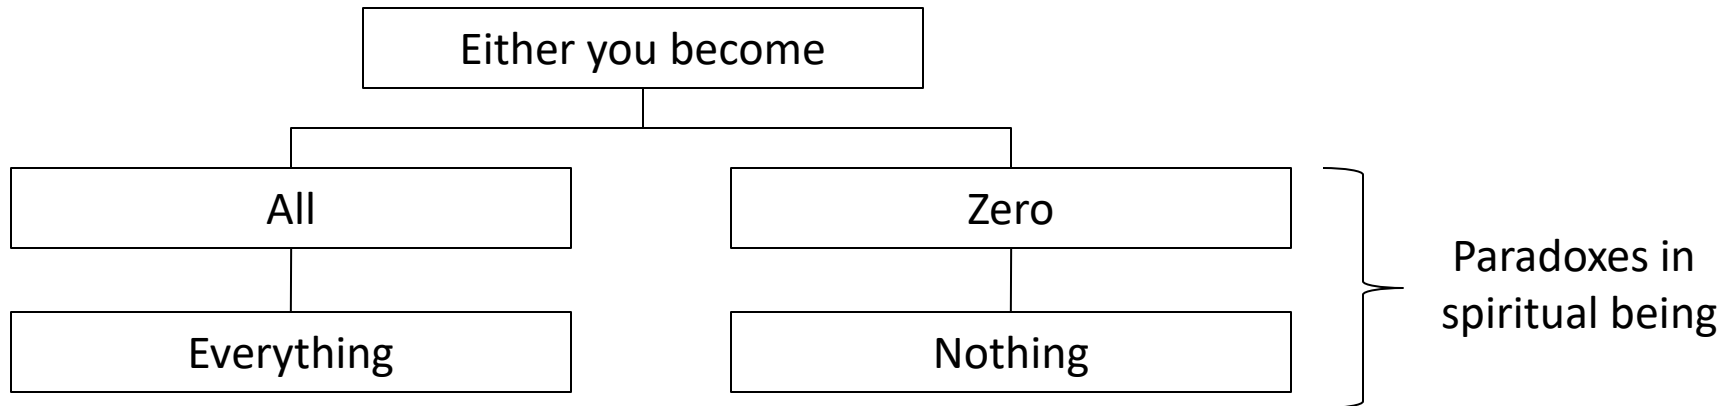 Either you become
All
Zero
Everything
Nothing
Paradoxes in
spiritual being